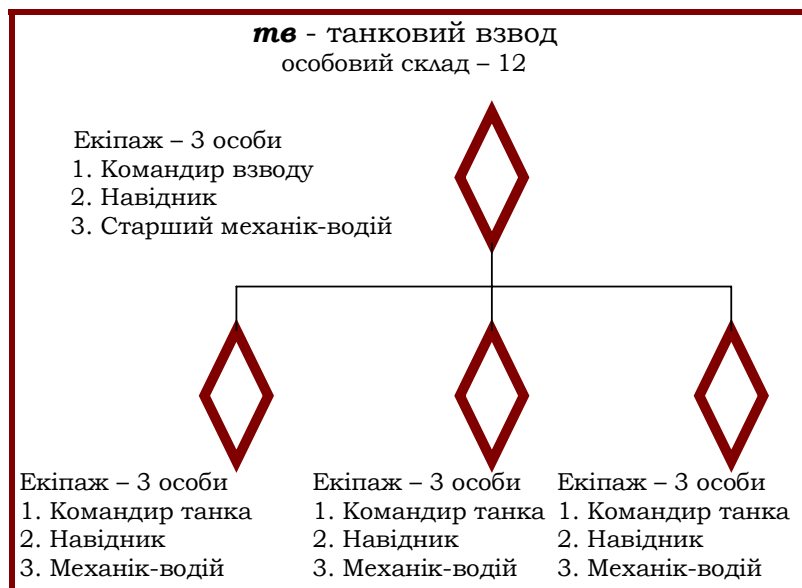 тв - танковий взвод
особовий склад – 12
Екіпаж – 3 особи
1. Командир взводу
2. Навідник
3. Старший механік-водій
Екіпаж – 3 особи
1. Командир танка
2. Навідник
3. Механік-водій
Екіпаж – 3 особи
1. Командир танка
2. Навідник
3. Механік-водій
Екіпаж – 3 особи
1. Командир танка
2. Навідник
3. Механік-водій